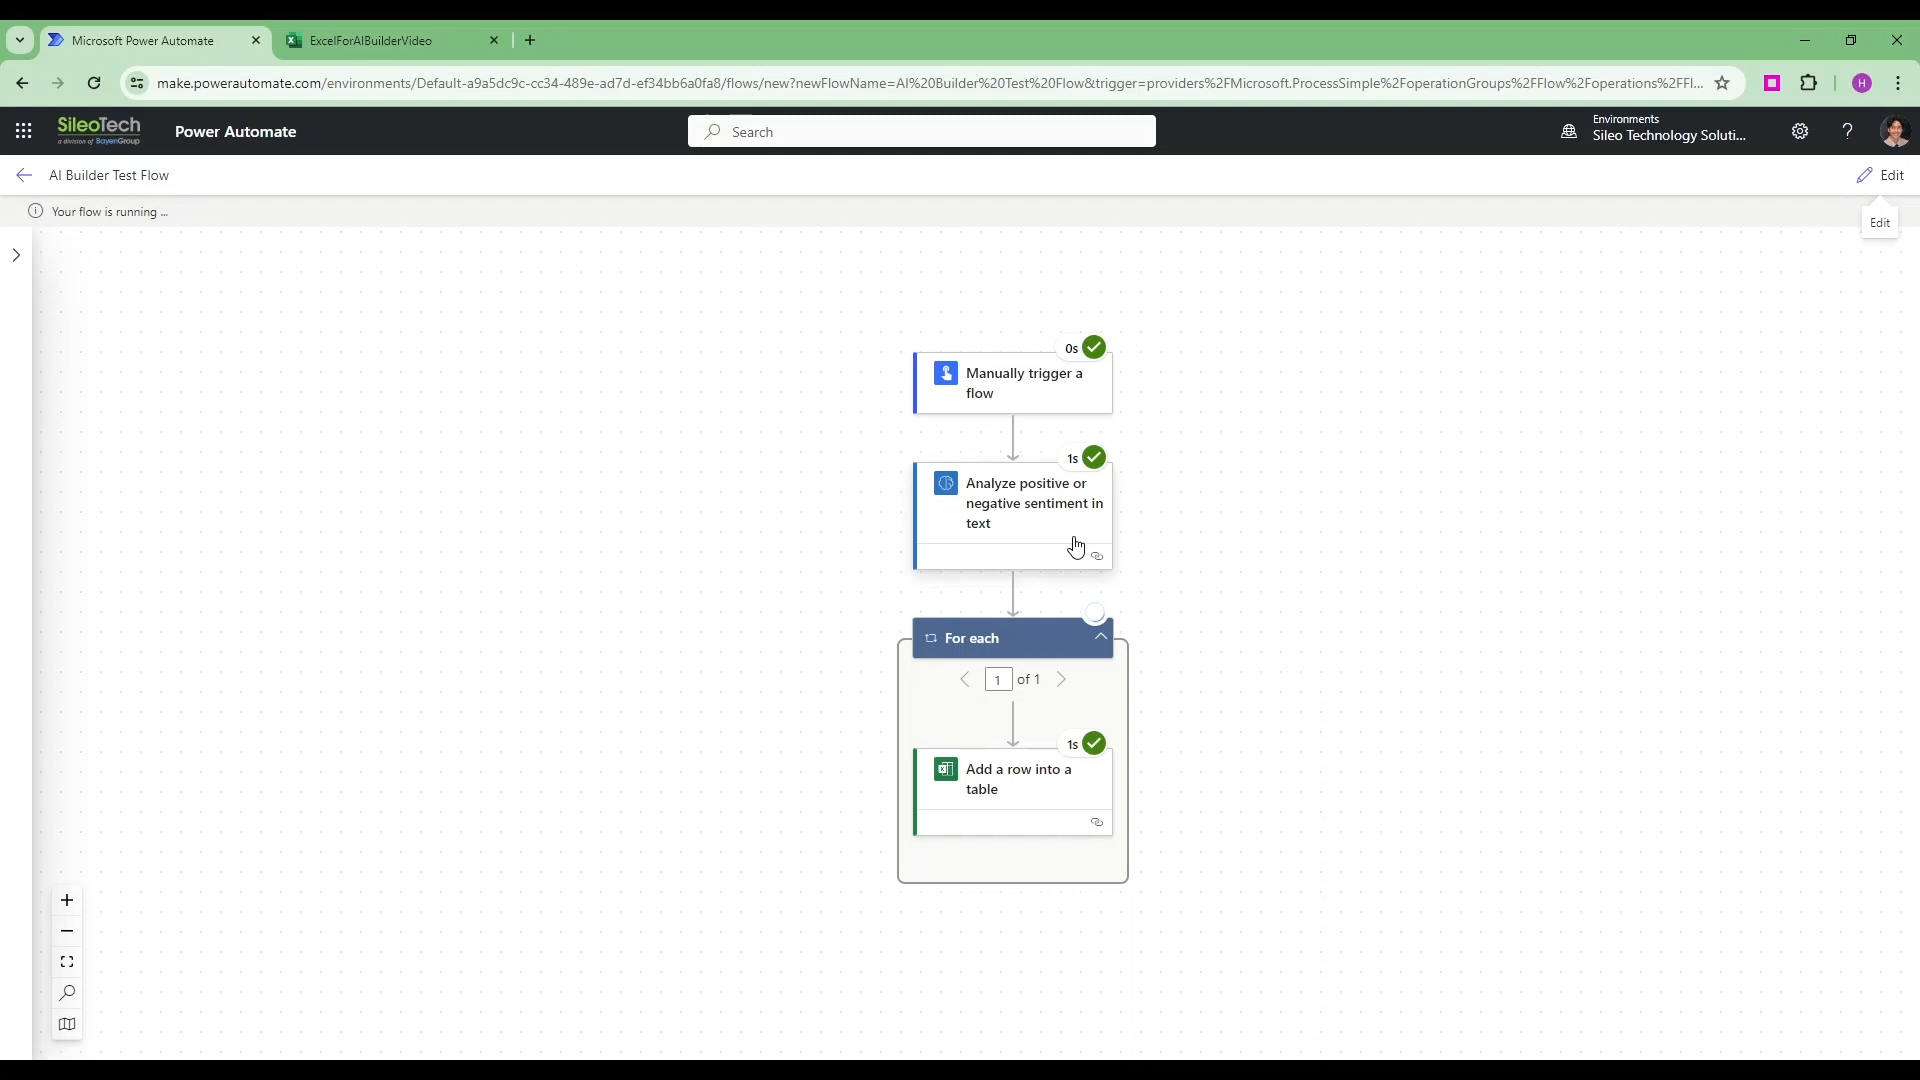 Microsoft Power Automate
ExcelForAIBuilderVideo
make.powerautomate.com/environments/Default-a9a5dc9c-cc34-489e-ad7d-ef34bb6a0fa8/flows/new?newFlowName=AI%20Builder%20Test%20Flow&trigger=providers%2FMicrosoft.ProcessSimple%2FoperationGroups%2FFlow%2Foperations%2FFl...
H
SileoTech
a division of BayenGroup
Power Automate
Search
Environments
Sileo Technology Soluti...
?
AI Builder Test Flow
Edit
Your flow is running ...
Edit
0s
Manually trigger a
flow
1s
Analyze positive or
negative sentiment in
text
For each
1 of 1
1s
Add a row into a
table